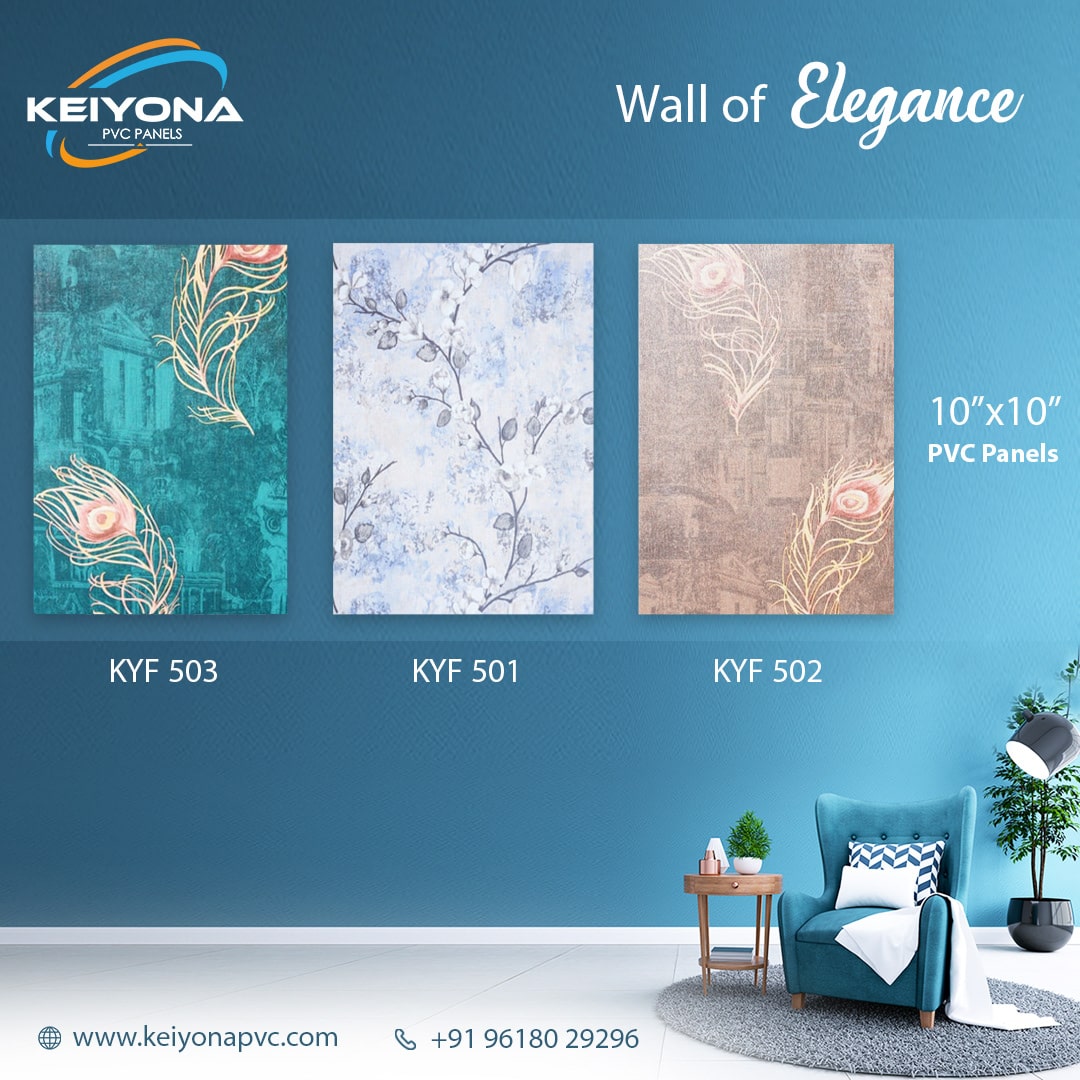 KEIYONA
PVC PANELS
Wall of Elegance
10”x10”
PVC Panels
KYF 503
KYF 501
KYF 502
www.keiyonapvc.com
+91 96180 29296